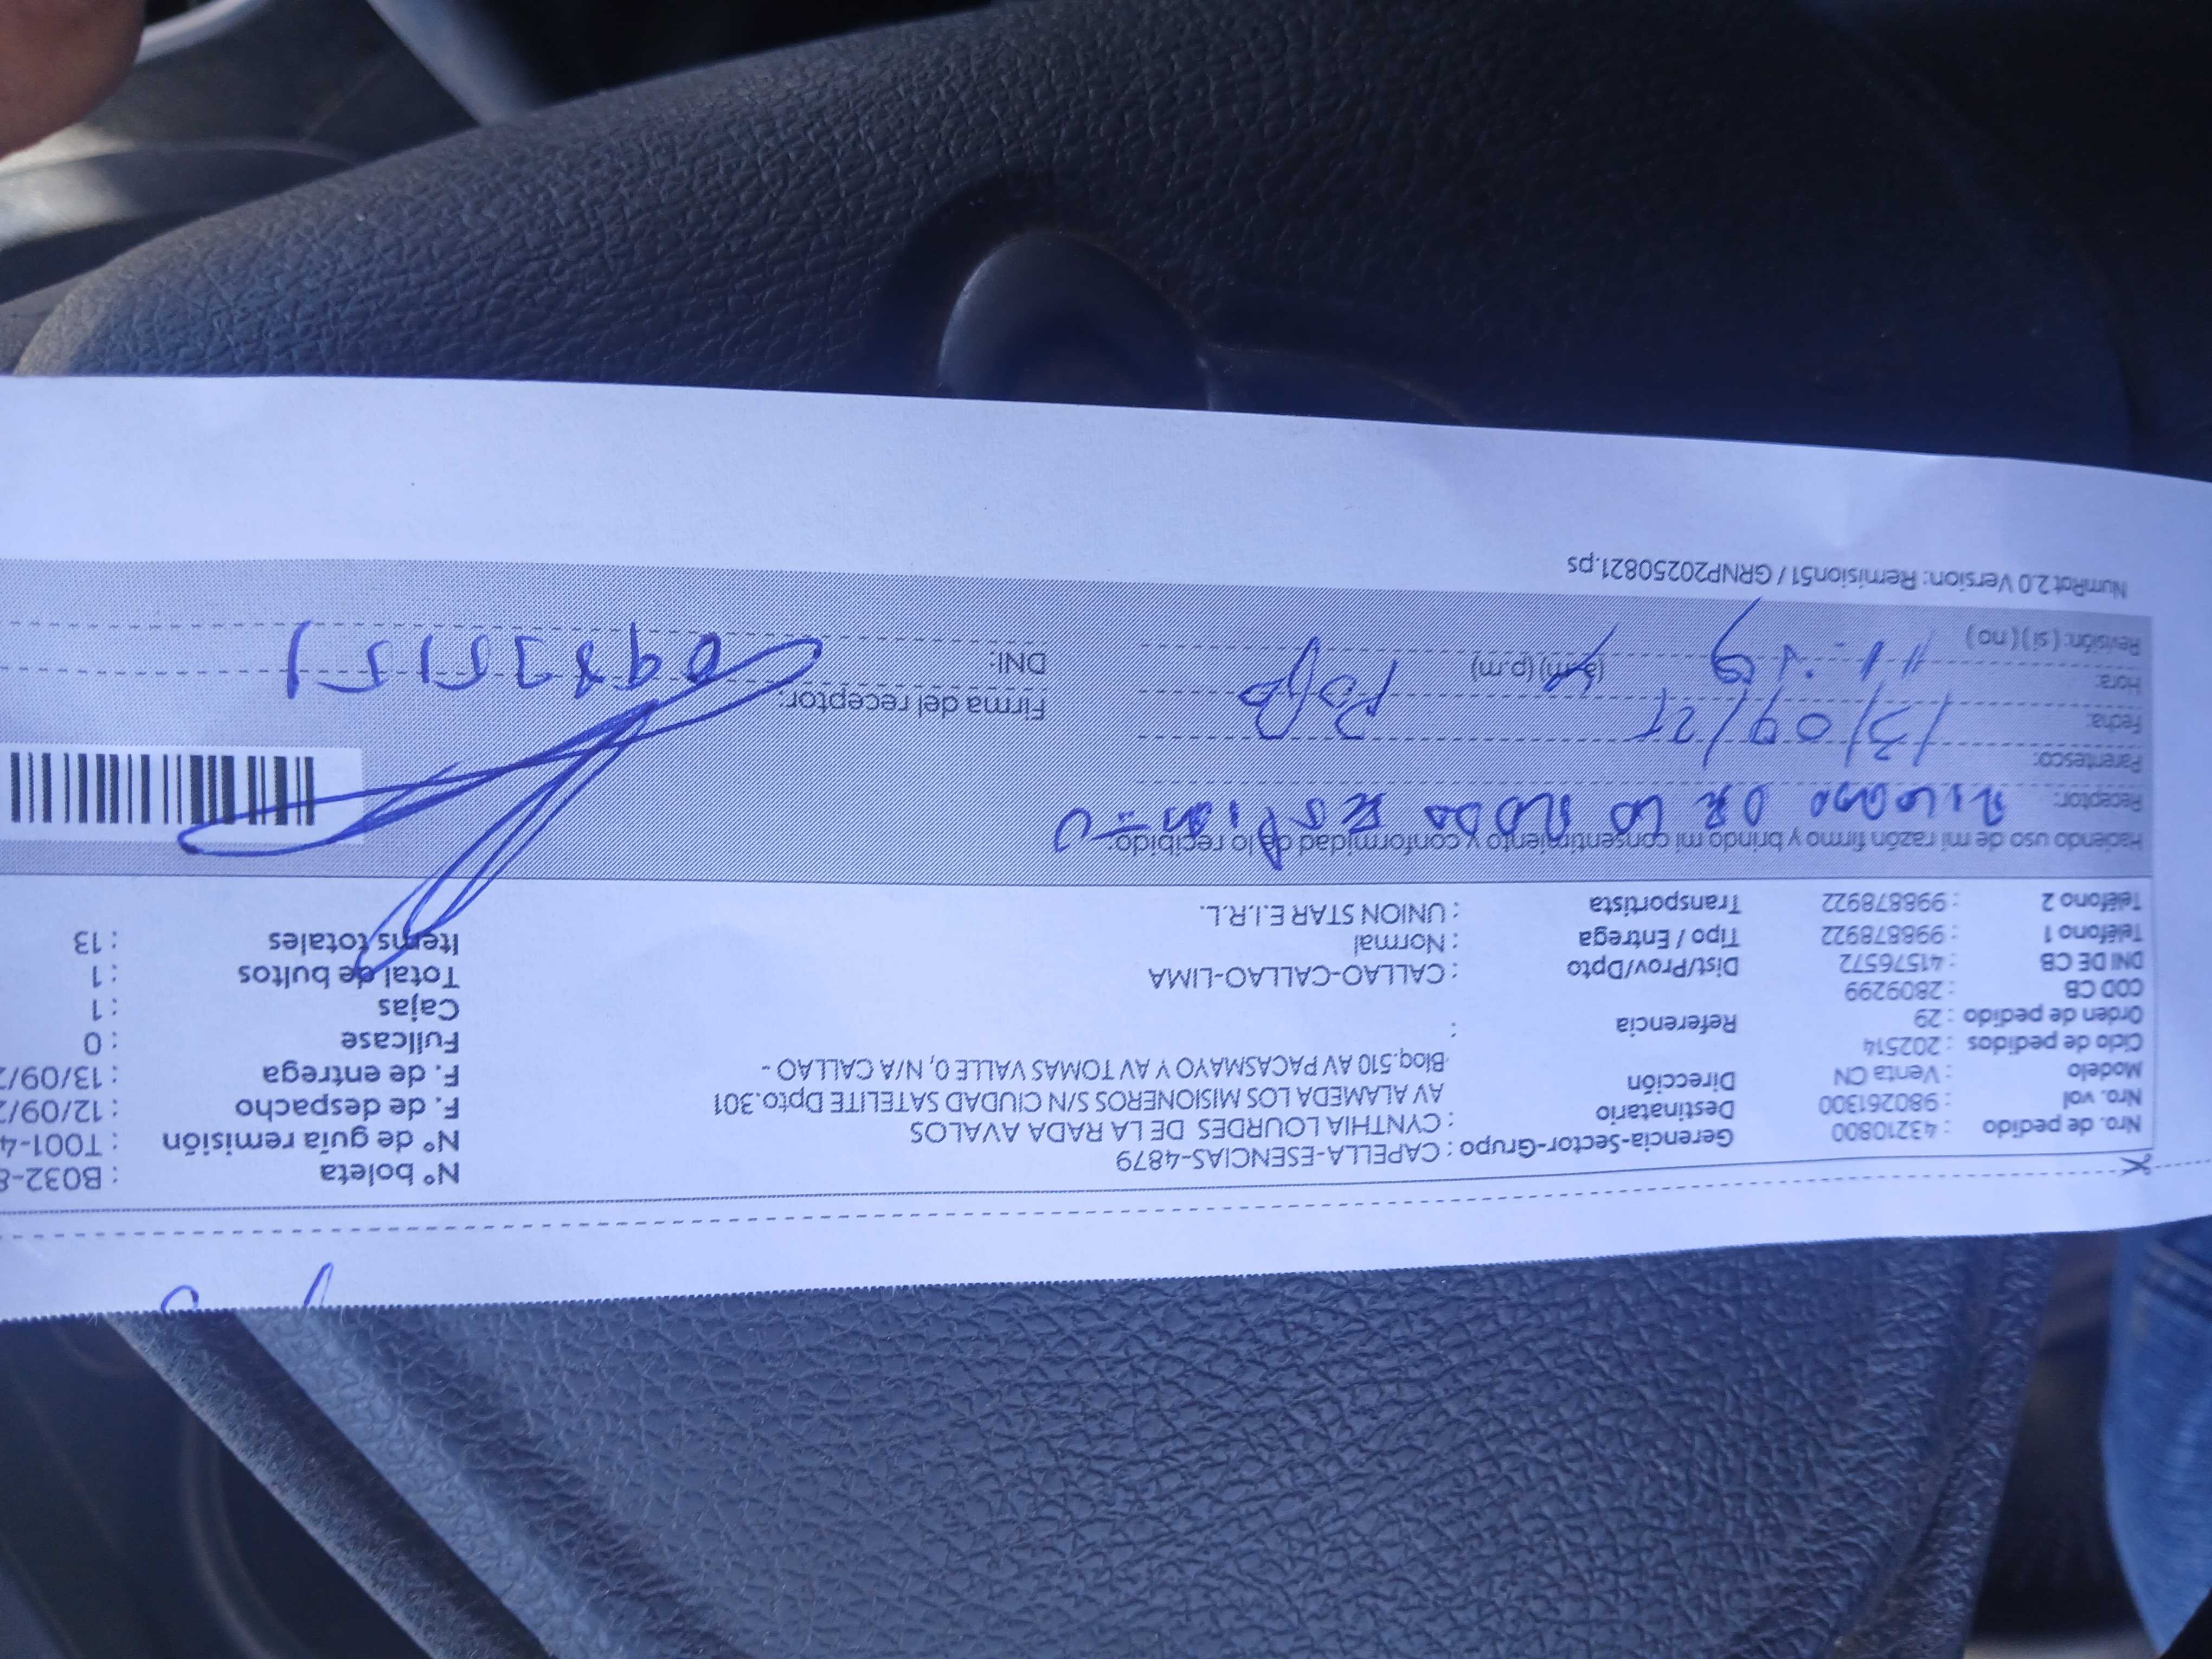 Nro. de pedido : 43210800 Gerencia-Sector-Grupo : CAPELLA-ESENCIAS-4879 N° boleta : B032-8
Nro. vol : 980261300 Destinatario : CYNTHIA LOURDES DE LA RADA AVALOS N° de guía remisión : T001-4
Modelo : Venta CN Dirección AV ALAMEDA LOS MISIONEROS S/N CIUDAD SATELITE Dpto.301 F. de despacho : 12/09/2
Ciclo de pedidos : 202514 Bloq.510 AV PACASMAYO Y AV TOMAS VALLE 0, N/A CALLAO - F. de entrega : 13/09/2
Orden de pedido : 29 Referencia : Fullcase : 0
COD CB : 2809299 Cajas : 1
DNI DE CB : 41576572 Dist/Prov/Dpto : CALLAO-CALLAO-LIMA Total de bultos : 1
Teléfono 1 : 998878922 Tipo / Entrega : Normal Items totales : 13
Teléfono 2 : 998878922 Transportista : UNION STAR E.I.R.L.
Haciendo uso de mi razón firmo y brindo mi consentimiento y conformidad de lo recibido:
Receptor: DE LA RADA
Parentesco: PAPA
Fecha: 13/09/25 Firma del receptor:
Hora: (a.m) (p.m) DNI:
Revisión: ( si ) ( no )
NumRot 2.0 Version: Remision51 / GRNP20250821.ps